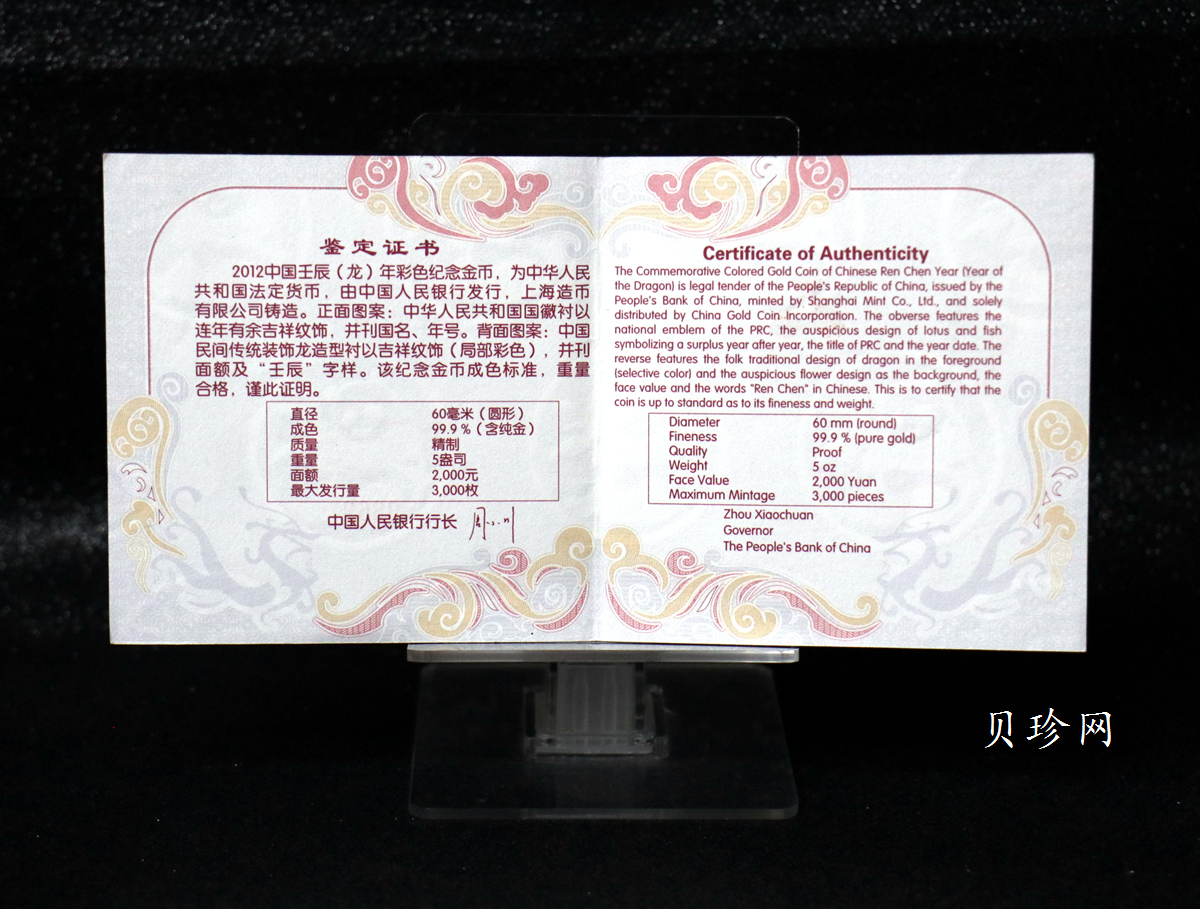 鉴定证书
2012中国壬辰（龙）年彩色纪念金币，为中华人民
共和国法定货币，由中国人民银行发行，上海造币
有限公司铸造。正面图案：中华人民共和国国徽衬以
连年有余吉祥纹饰，并刊国名、年号。背面图案：中国
民间传统装饰龙造型衬以吉祥纹饰（局部彩色），并刊
面额及“壬辰”字样。该纪念金币成色标准，重量
合格，谨此证明。
直径 60毫米（圆形）
成色 99.9％（含纯金）
质量 精制
重量 5盎司
面额 2,000元
最大发行量 3,000枚
中国人民银行行长
Certificate of Authenticity
The Commemorative Colored Gold Coin of Chinese Ren Chen Year (Year of
the Dragon) is legal tender of the People's Republic of China, issued by the
People's Bank of China, minted by Shanghai Mint Co., Ltd., and solely
distributed by China Gold Coin Incorporation. The obverse features the
national emblem of the PRC, the auspicious design of lotus and fish
symbolizing a surplus year after year, the title of PRC and the year date. The
reverse features the folk traditional design of dragon in the foreground
(selective color) and the auspicious flower design as the background, the
face value and the words "Ren Chen" in Chinese. This is to certify that the
coin is up to standard as to its fineness and weight.
Diameter 60 mm (round)
Fineness 99.9 % (pure gold)
Quality Proof
Weight 5 oz
Face Value 2,000 Yuan
Maximum Mintage 3,000 pieces
Zhou Xiaochuan
Governor
The People's Bank of China
贝珍网